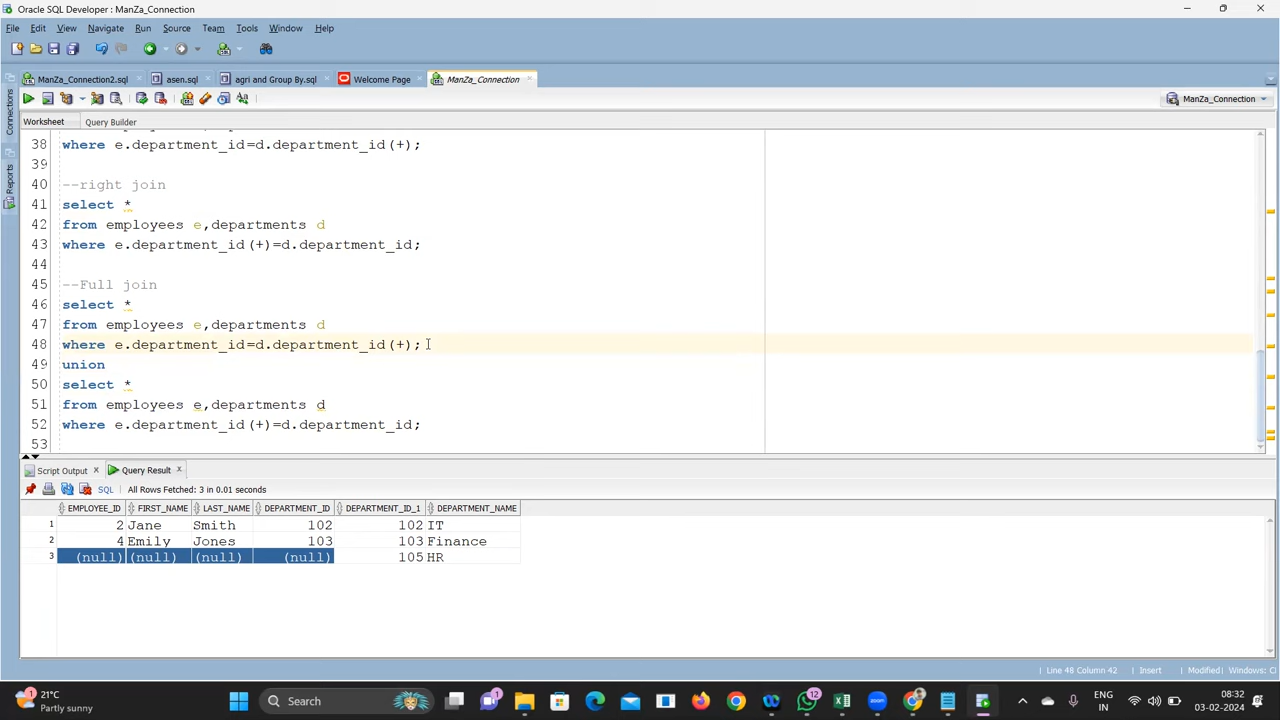 Oracle SQL Developer: ManZa_Connection
File Edit View Navigate Run Source Team Tools Window Help
ManZa_Connection2.sql asen.sql agri and Group By.sql Welcome Page ManZa_Connection
ManZa_Connection
Worksheet Query Builder
Connections
Reports
38 where e.department_id=d.department_id(+);
39
40 --right join
41 select *
42 from employees e,departments d
43 where e.department_id(+)=d.department_id;
44
45 --Full join
46 select *
47 from employees e,departments d
48 where e.department_id=d.department_id(+);
49 union
50 select *
51 from employees e,departments d
52 where e.department_id(+)=d.department_id;
53
Script Output Query Result
SQL All Rows Fetched: 3 in 0.01 seconds
EMPLOYEE_ID FIRST_NAME LAST_NAME DEPARTMENT_ID DEPARTMENT_ID_1 DEPARTMENT_NAME
1 2 Jane Smith 102 102 IT
2 4 Emily Jones 103 103 Finance
3 (null) (null) (null) (null) 105 HR
Line 48 Column 42 Insert Modified Windows: C
1 21°C
Partly sunny
Search
1
12
ENG
IN
08:32
03-02-2024